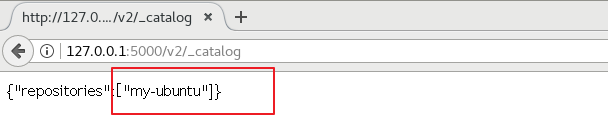 http://127.0.... /v2/_catalog ×
127.0.0.1:5000/v2/_catalog
{"repositories":["my-ubuntu"]}